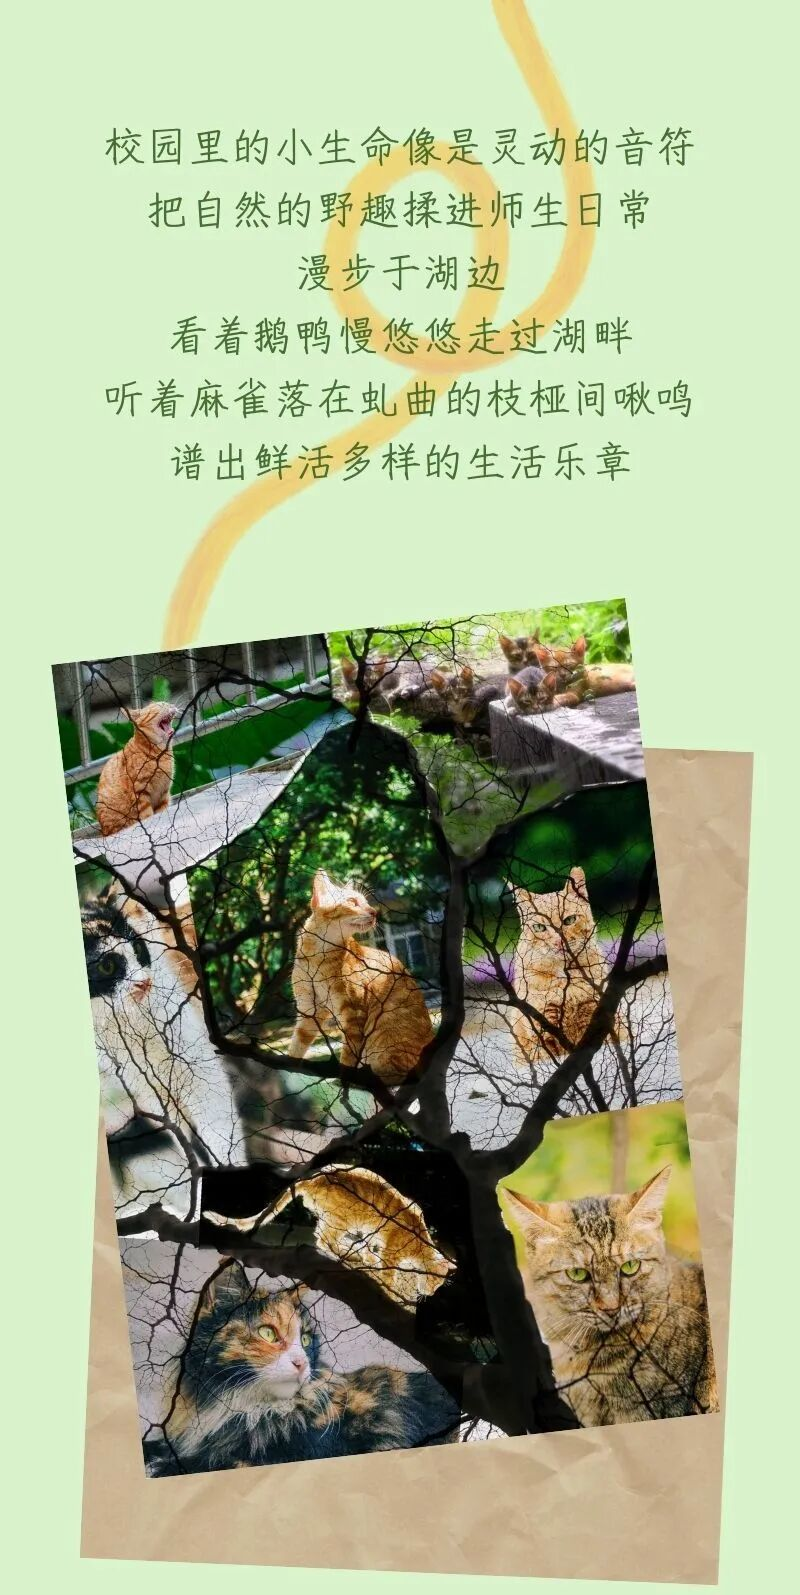 校园里的小生命像是灵动的音符
把自然的野趣揉进师生日常
漫步于湖边
看着鹅鸭慢悠悠走过湖畔
听着麻雀落在虬曲的枝桠间啾鸣
谱出鲜活多样的生活乐章